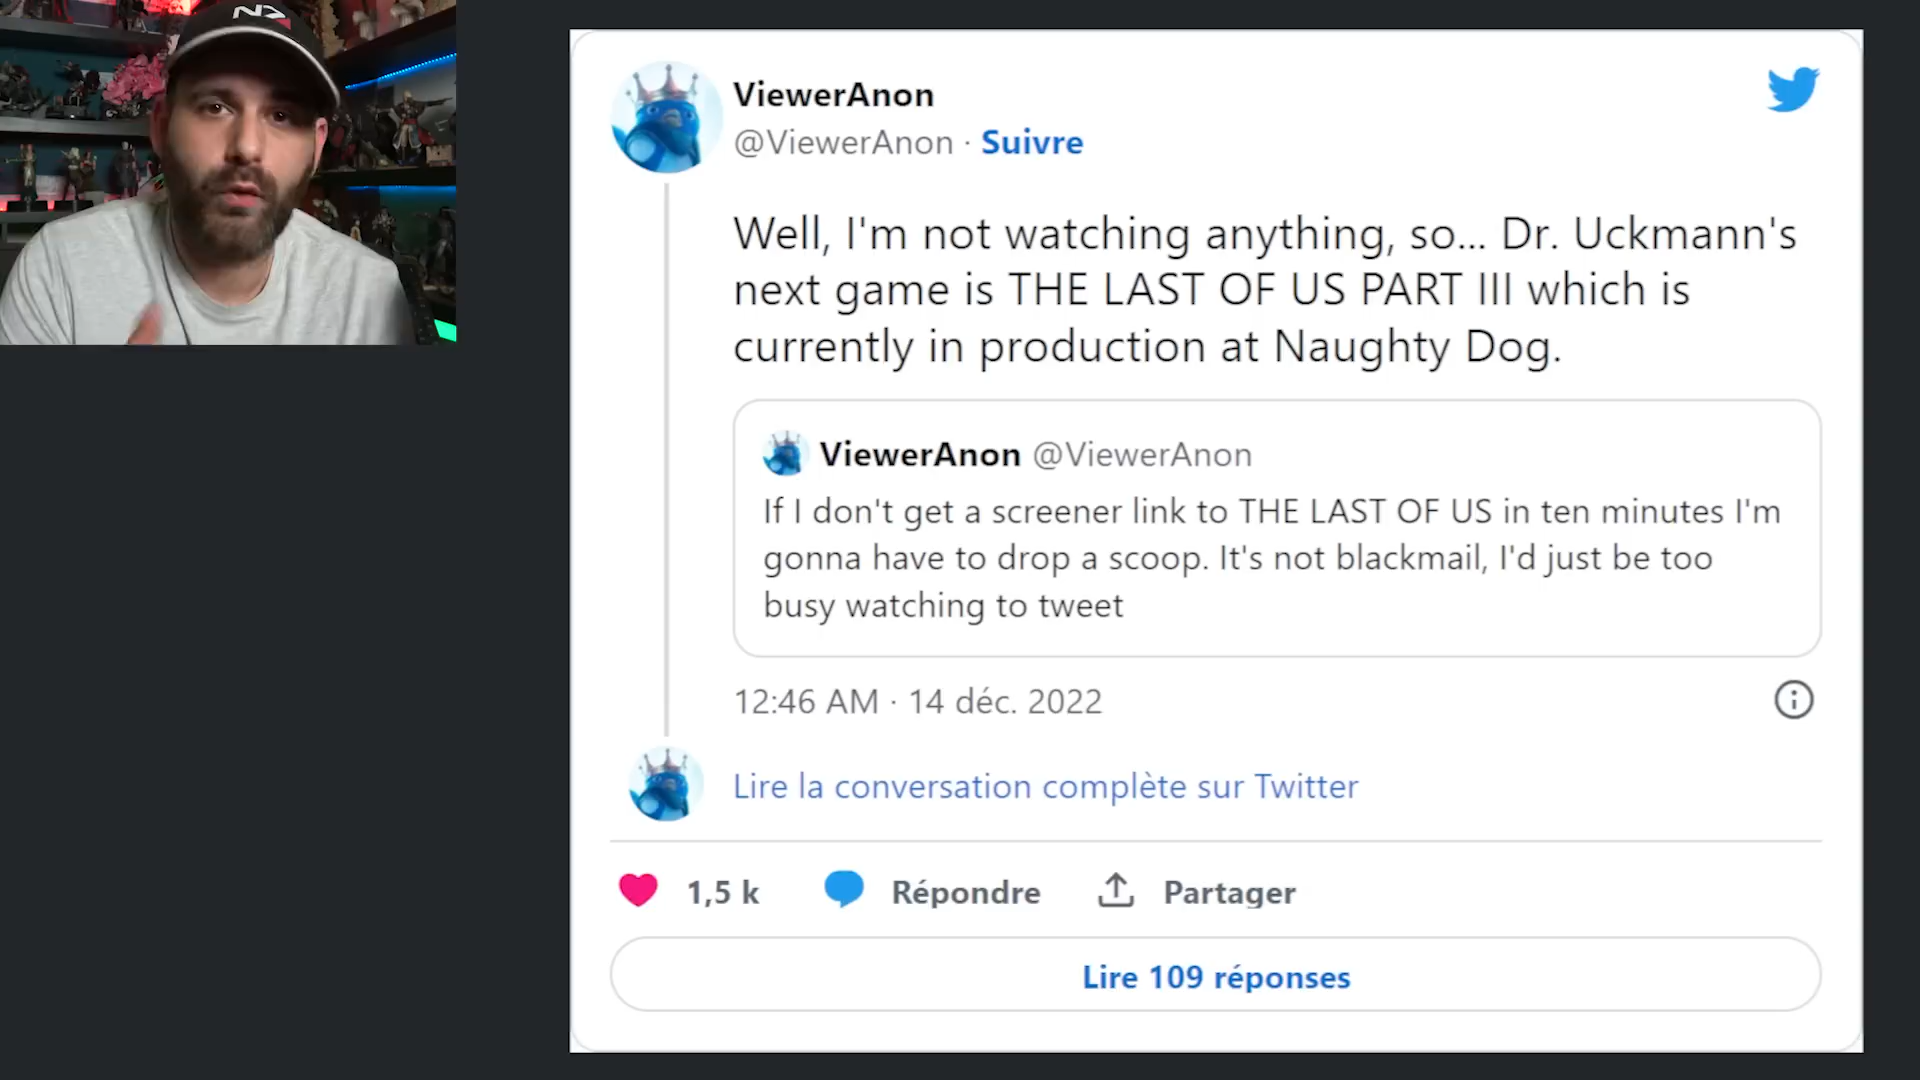 N7
ViewerAnon
@ViewerAnon · Suivre
Well, I'm not watching anything, so... Dr. Uckmann's
next game is THE LAST OF US PART III which is
currently in production at Naughty Dog.
ViewerAnon @ViewerAnon
If I don't get a screener link to THE LAST OF US in ten minutes I'm
gonna have to drop a scoop. It's not blackmail, I'd just be too
busy watching to tweet
12:46 AM · 14 déc. 2022
Lire la conversation complète sur Twitter
1,5 k Répondre Partager
Lire 109 réponses